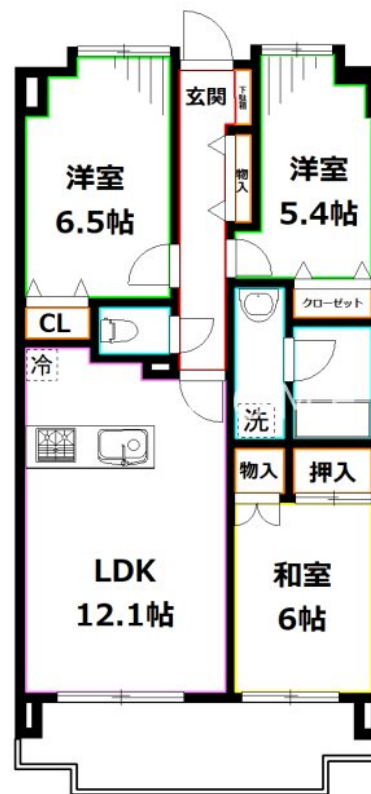 玄関
下駄箱
洋室
6.5帖
物入
洋室
5.4帖
CL
クローゼット
冷
洗
物入
押入
LDK
12.1帖
和室
6帖